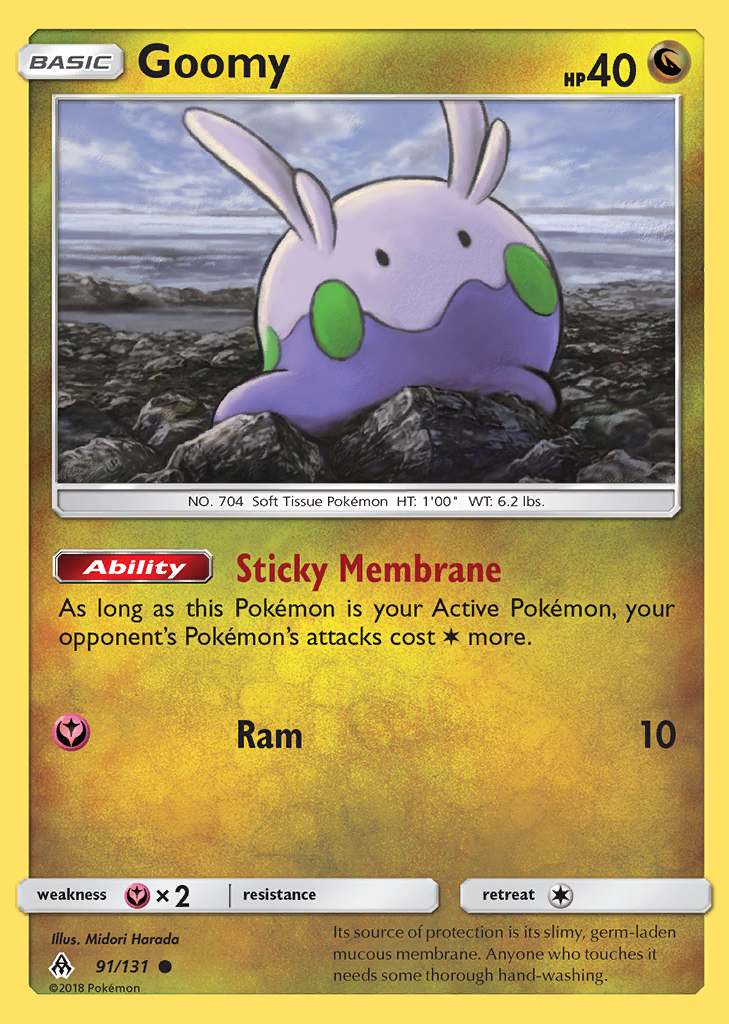 BASIC Goomy HP 40
NO. 704 Soft Tissue Pokémon HT: 1'00" WT: 6.2 lbs.
Ability Sticky Membrane
As long as this Pokémon is your Active Pokémon, your
opponent's Pokémon's attacks cost more.
Ram 10
weakness × 2 resistance retreat
Illus. Midori Harada
91/131
©2018 Pokémon
Its source of protection is its slimy, germ-laden
mucous membrane. Anyone who touches it
needs some thorough hand-washing.